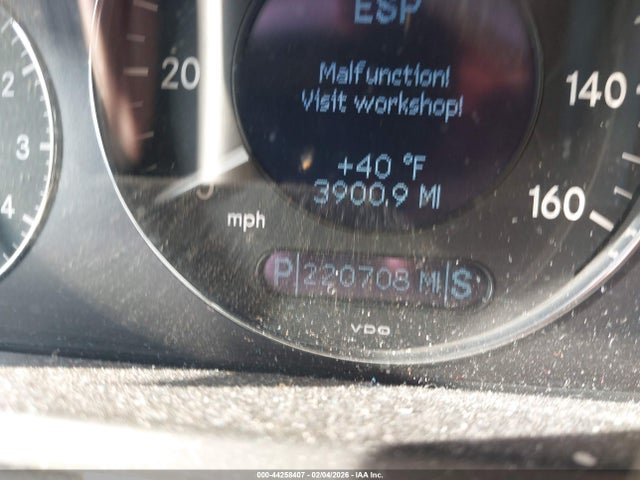 ESP
Malfunction!
Visit workshop!
+40 °F
3900.9 MI
20
mph
140
160
2
3
4
P 220708 MI S
VDO
000-44258407 - 02/04/2026 - IAA Inc.